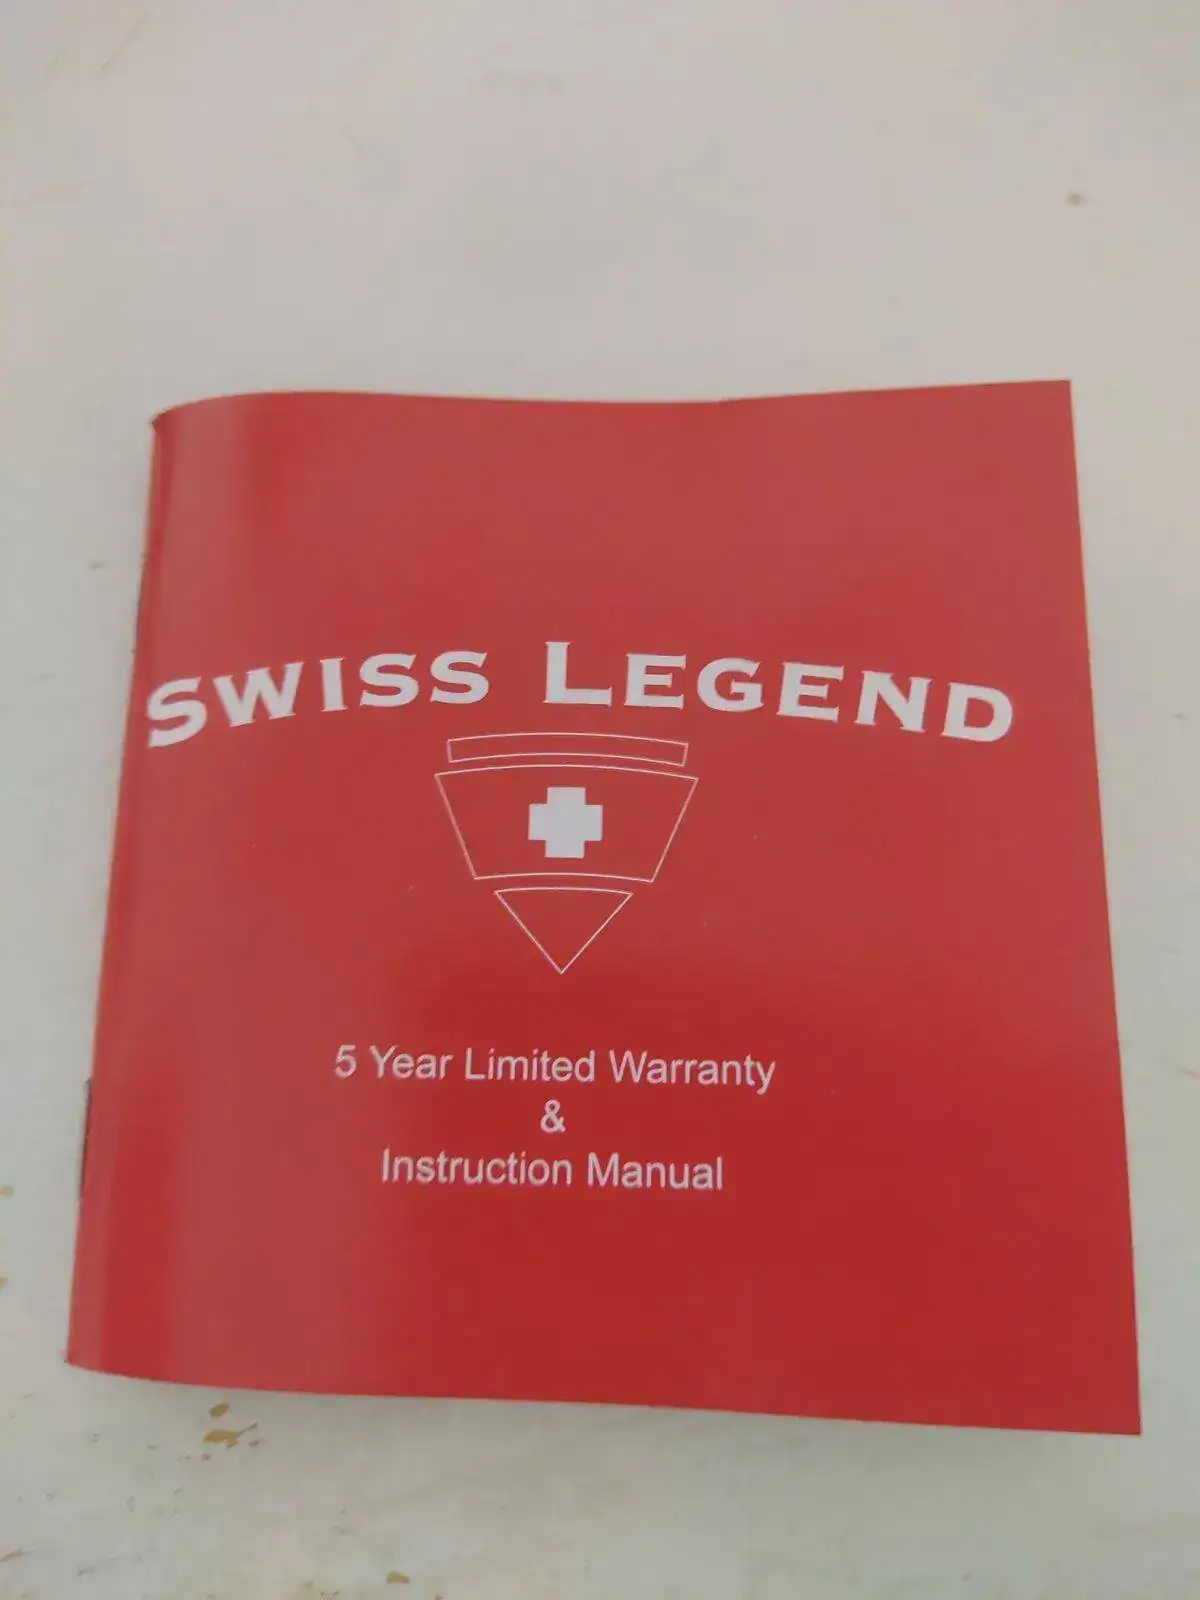 SWISS LEGEND
5 Year Limited Warranty
&
Instruction Manual